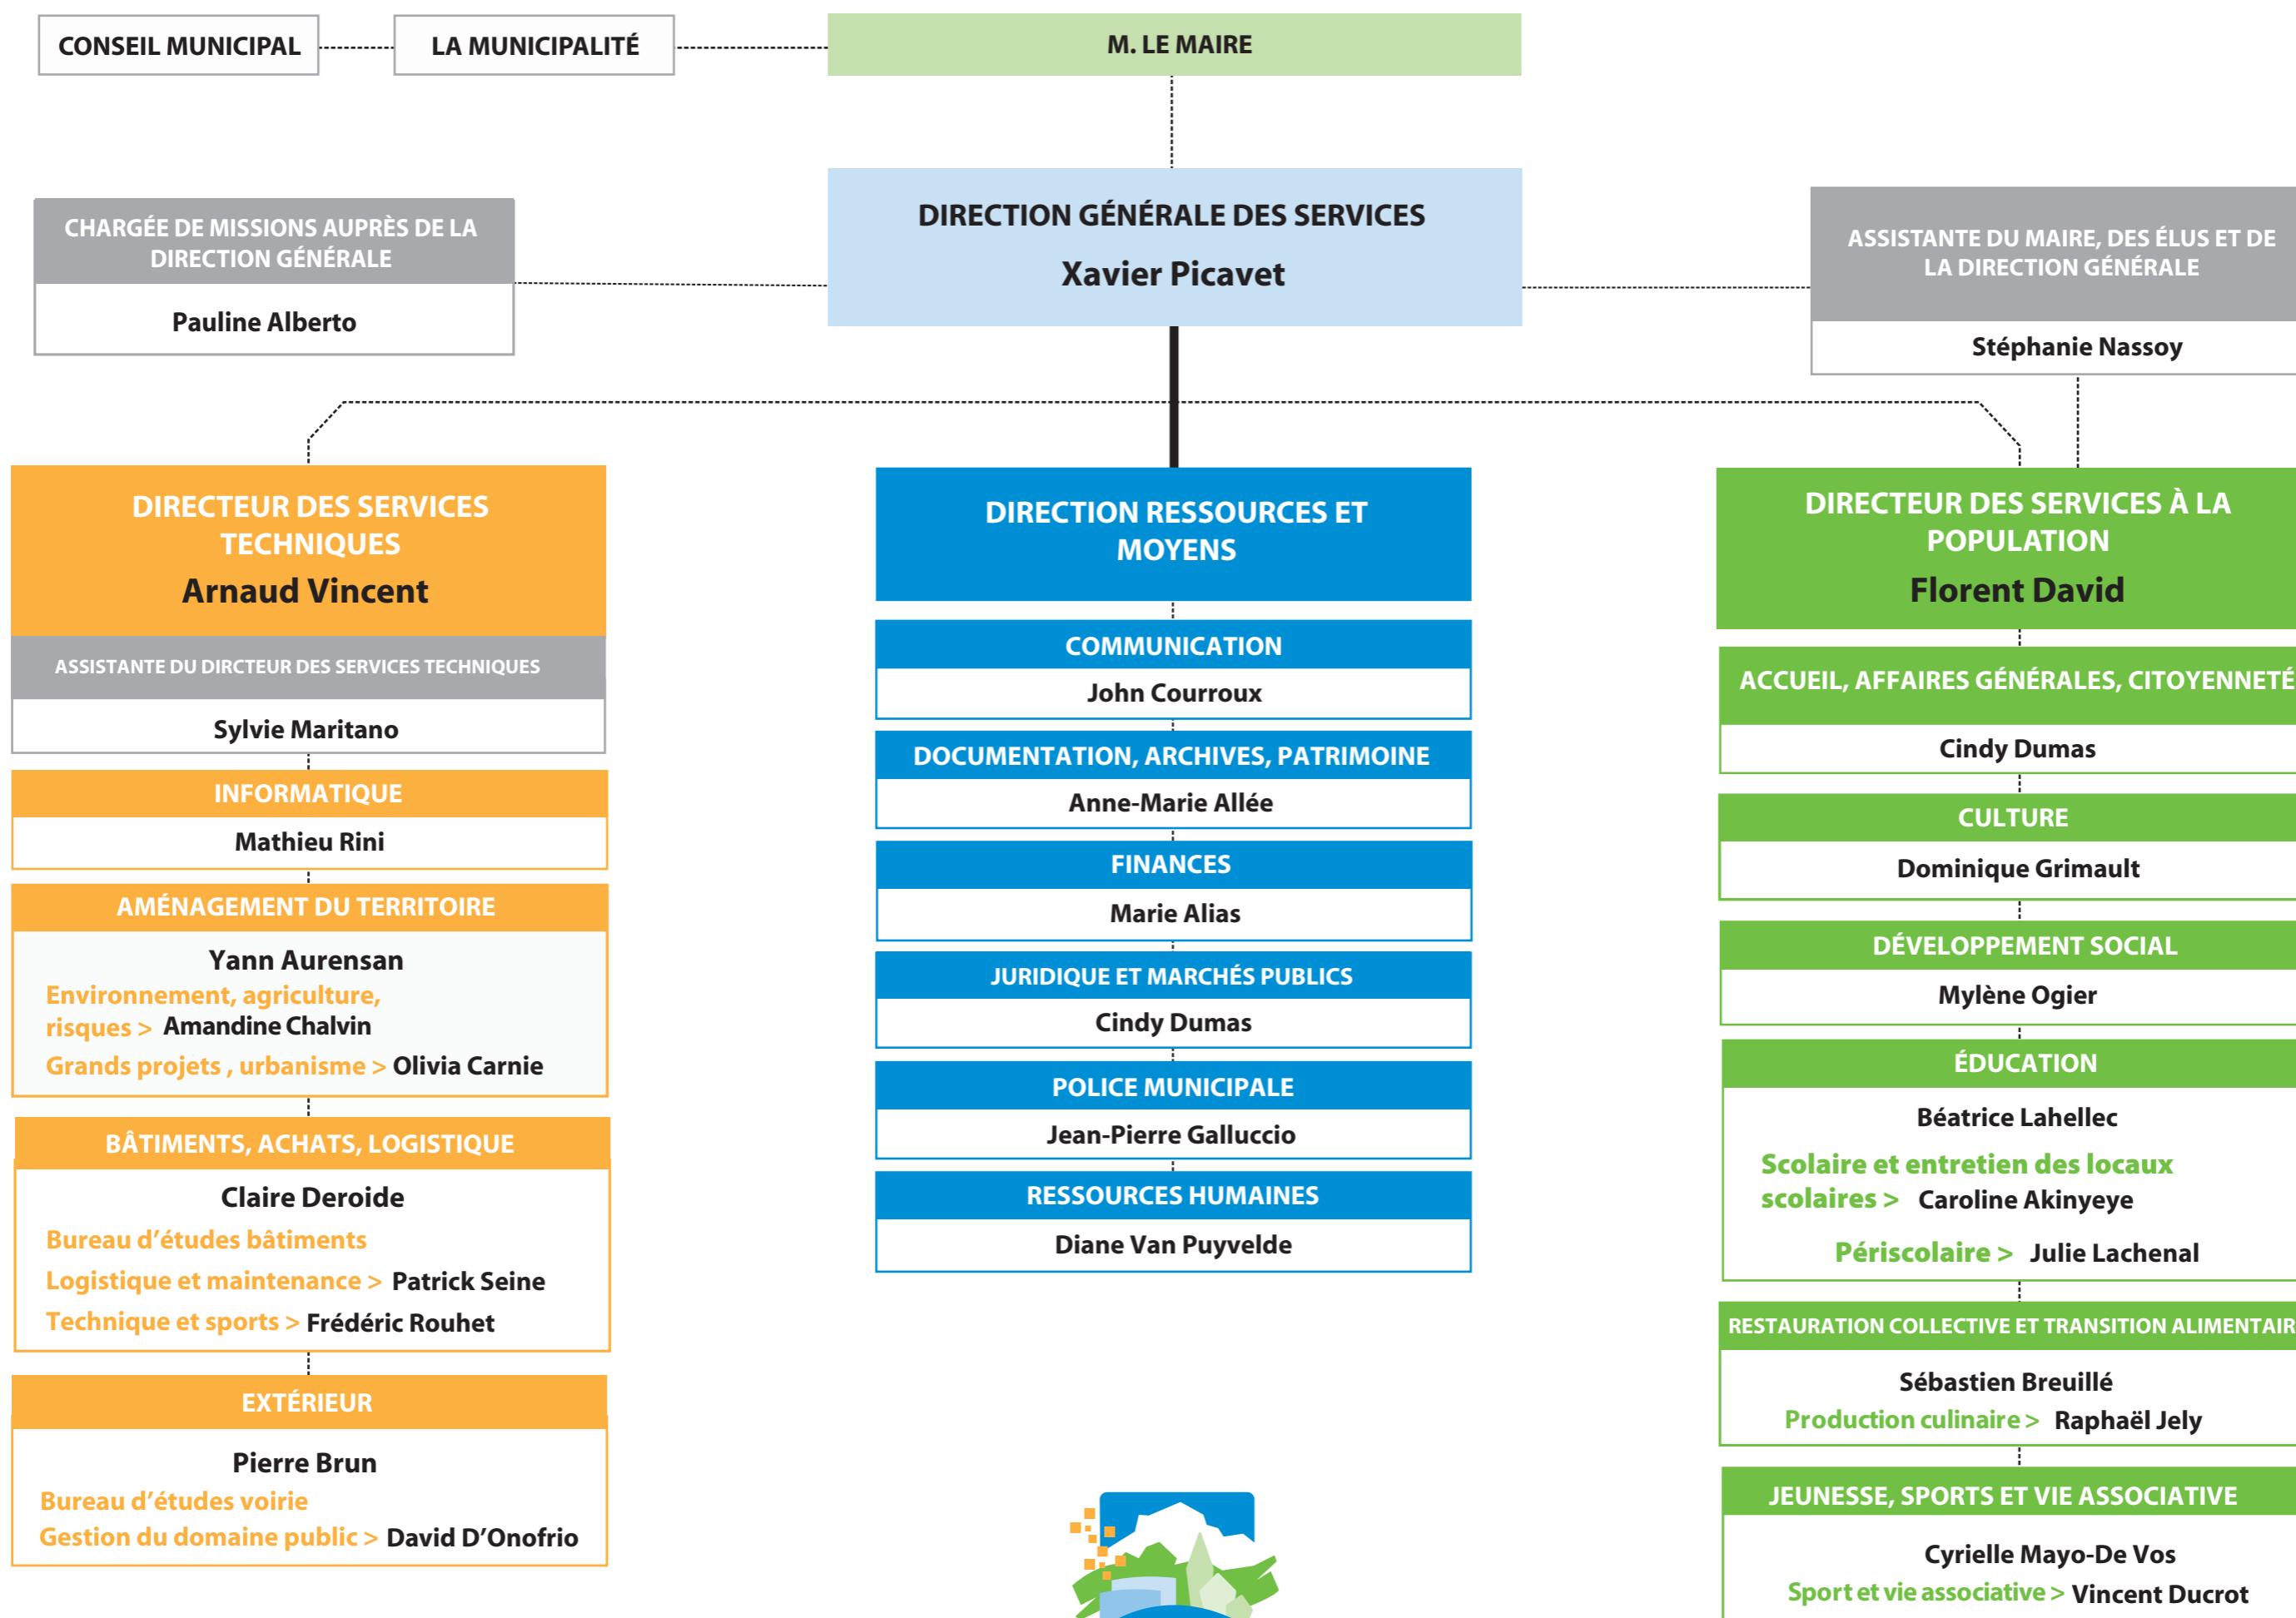 CONSEIL MUNICIPAL
LA MUNICIPALITÉ
M. LE MAIRE
CHARGÉE DE MISSIONS AUPRÈS DE LA
DIRECTION GÉNÉRALE
Pauline Alberto
DIRECTION GÉNÉRALE DES SERVICES
Xavier Picavet
ASSISTANTE DU MAIRE, DES ÉLUS ET DE
LA DIRECTION GÉNÉRALE
Stéphanie Nassoy
DIRECTEUR DES SERVICES
TECHNIQUES
Arnaud Vincent
ASSISTANTE DU DIRCTEUR DES SERVICES TECHNIQUES
Sylvie Maritano
INFORMATIQUE
Mathieu Rini
AMÉNAGEMENT DU TERRITOIRE
Yann Aurensan
Environnement, agriculture,
risques > Amandine Chalvin
Grands projets , urbanisme > Olivia Carnie
BÂTIMENTS, ACHATS, LOGISTIQUE
Claire Deroide
Bureau d'études bâtiments
Logistique et maintenance > Patrick Seine
Technique et sports > Frédéric Rouhet
EXTÉRIEUR
Pierre Brun
Bureau d'études voirie
Gestion du domaine public > David D'Onofrio
DIRECTION RESSOURCES ET
MOYENS
COMMUNICATION
John Courroux
DOCUMENTATION, ARCHIVES, PATRIMOINE
Anne-Marie Allée
FINANCES
Marie Alias
JURIDIQUE ET MARCHÉS PUBLICS
Cindy Dumas
POLICE MUNICIPALE
Jean-Pierre Galluccio
RESSOURCES HUMAINES
Diane Van Puyvelde
DIRECTEUR DES SERVICES À LA
POPULATION
Florent David
ACCUEIL, AFFAIRES GÉNÉRALES, CITOYENNETÉ
Cindy Dumas
CULTURE
Dominique Grimault
DÉVELOPPEMENT SOCIAL
Mylène Ogier
ÉDUCATION
Béatrice Lahellec
Scolaire et entretien des locaux
scolaires > Caroline Akinyeye
Périscolaire > Julie Lachenal
RESTAURATION COLLECTIVE ET TRANSITION ALIMENTAIR
Sébastien Breuillé
Production culinaire > Raphaël Jely
JEUNESSE, SPORTS ET VIE ASSOCIATIVE
Cyrielle Mayo-De Vos
Sport et vie associative > Vincent Ducrot